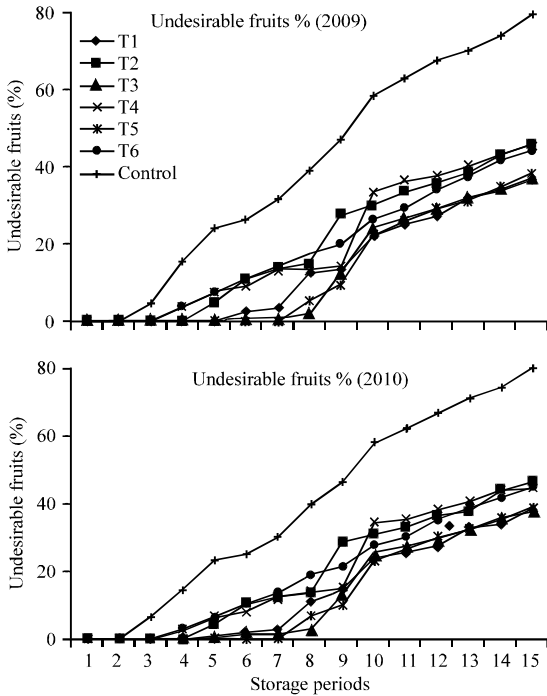 Undesirable fruits % (2009)
Undesirable fruits (%)
80
60
40
20
0
T1
T2
T3
T4
T5
T6
Control
Undesirable fruits % (2010)
Undesirable fruits (%)
80
60
40
20
0
1 2 3 4 5 6 7 8 9 10 11 12 13 14 15
Storage periods